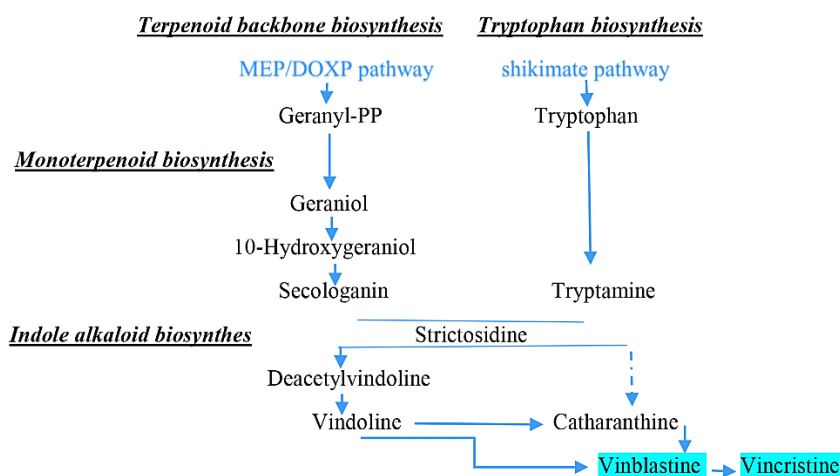 Terpenoid backbone biosynthesis Tryptophan biosynthesis
MEP/DOXP pathway shikimate pathway
Geranyl-PP Tryptophan
Monoterpenoid biosynthesis
Geraniol
10-Hydroxygeraniol
Secologanin Tryptamine
Indole alkaloid biosynthes Strictosidine
Deacetylvindoline
Vindoline Catharanthine
Vinblastine Vincristine